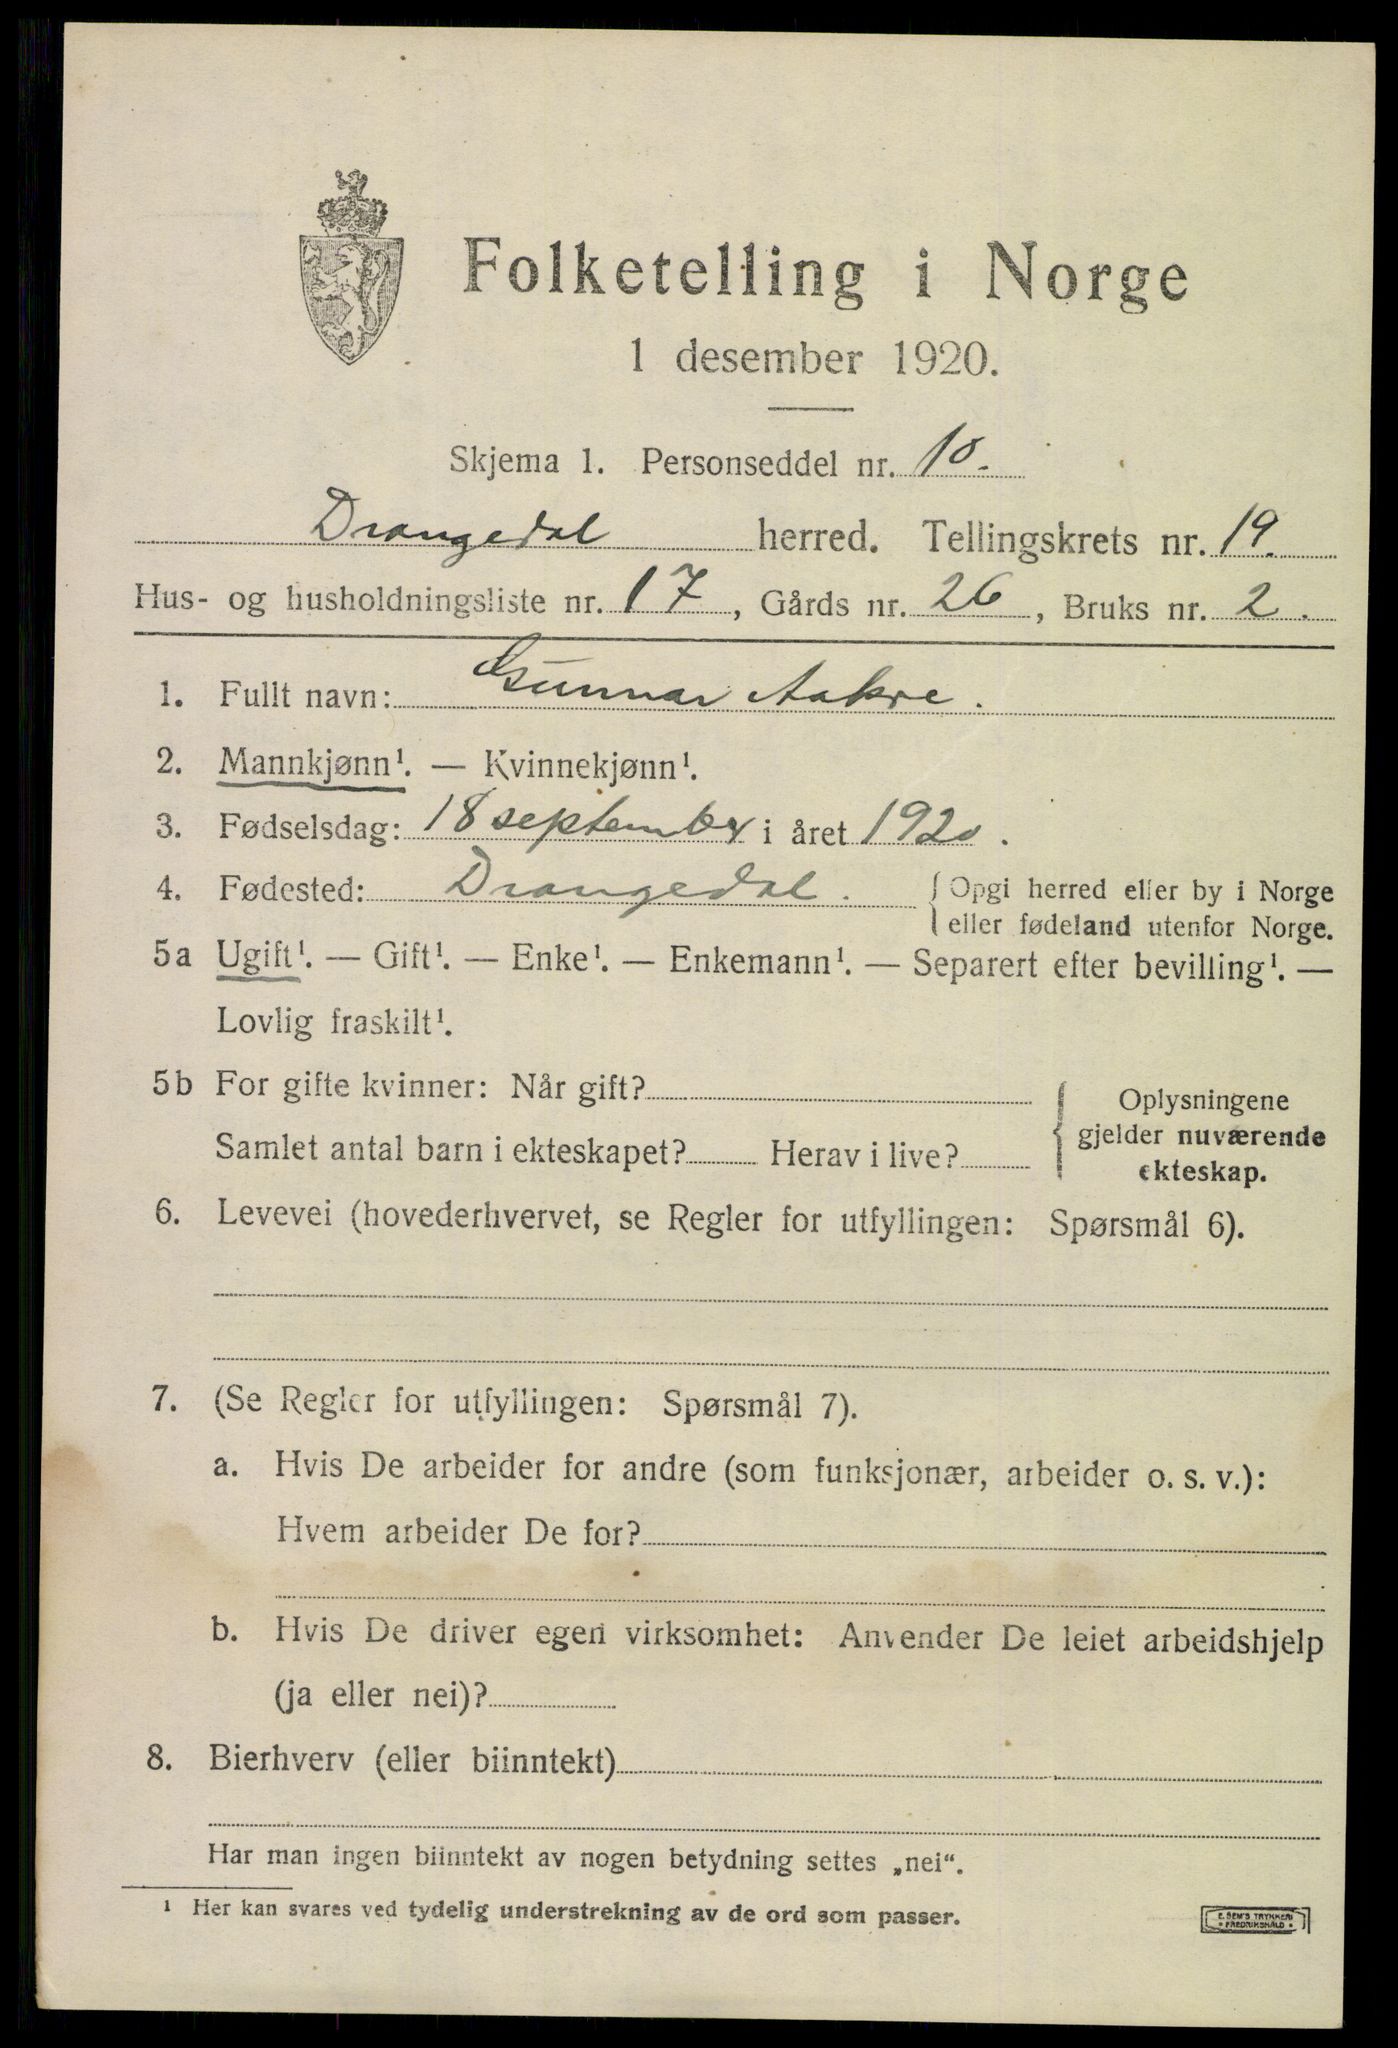 Folketelling i Norge
1 desember 1920.
Skjema 1. Personseddel nr. 10.
Drangedal herred. Tellingskrets nr. 19.
Hus- og husholdningsliste nr. 17, Gårds nr. 26, Bruks nr. 2.
1. Fullt navn: Gunnar Aakre.
2. Mannkjønn¹. — Kvinnekjønn¹.
3. Fødselsdag: 18 september i året 1920.
4. Fødested: Drangedal. { Opgi herred eller by i Norge
eller fødeland utenfor Norge.
5a Ugift¹. — Gift¹. — Enke¹. — Enkemann¹. — Separert efter bevilling¹. —
Lovlig fraskilt¹.
5b For gifte kvinner: Når gift?
Samlet antal barn i ekteskapet? Herav i live?
{ Oplysningene
gjelder nuværende
ekteskap.
6. Levevei (hovederhvervet, se Regler for utfyllingen: Spørsmål 6).
7. (Se Regler for utfyllingen: Spørsmål 7).
a. Hvis De arbeider for andre (som funksjonær, arbeider o. s. v.):
Hvem arbeider De for?
b. Hvis De driver egen virksomhet: Anvender De leiet arbeidshjelp
(ja eller nei)?
8. Bierhverv (eller biinntekt)
Har man ingen biinntekt av nogen betydning settes „nei“.
¹ Her kan svares ved tydelig understrekning av de ord som passer.
E. SEM'S TRYKKERI
• FREDRIKSHALD •